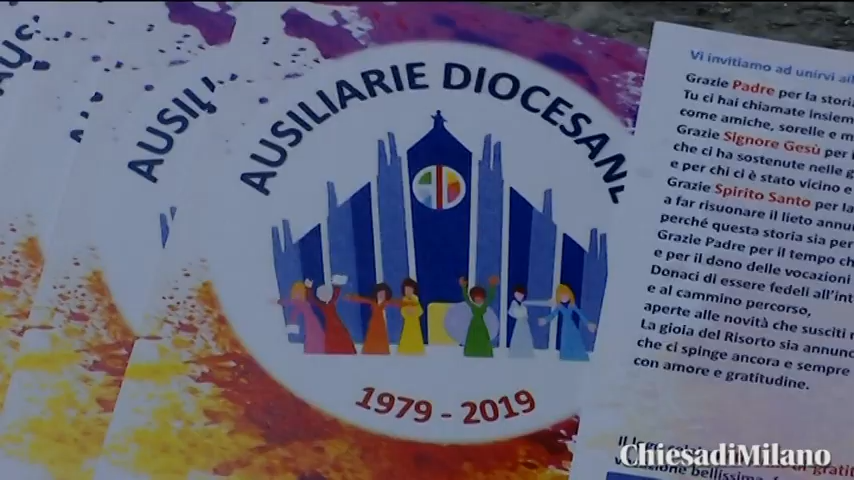 AUSILIARIE DIOCESANE
1979 - 2019
AUSILI
Vi invitiamo ad unirvi
Grazie Padre per la storia
Tu ci hai chiamate insiem
come amiche, sorelle e m
Grazie Signore Gesù per
che ci ha sostenute nelle
e per chi ci è stato vicino e
Grazie Spirito Santo per la
a far risuonare il lieto annu
perché questa storia sia per
Grazie Padre per il tempo ch
e per il dono delle vocazioni
Donaci di essere fedeli all'int
e al cammino percorso,
aperte alle novità che susciti
La gioia del Risorto sia annunc
che ci spinge ancora e sempre
con amore e gratitudine.
ChiesadiMilano